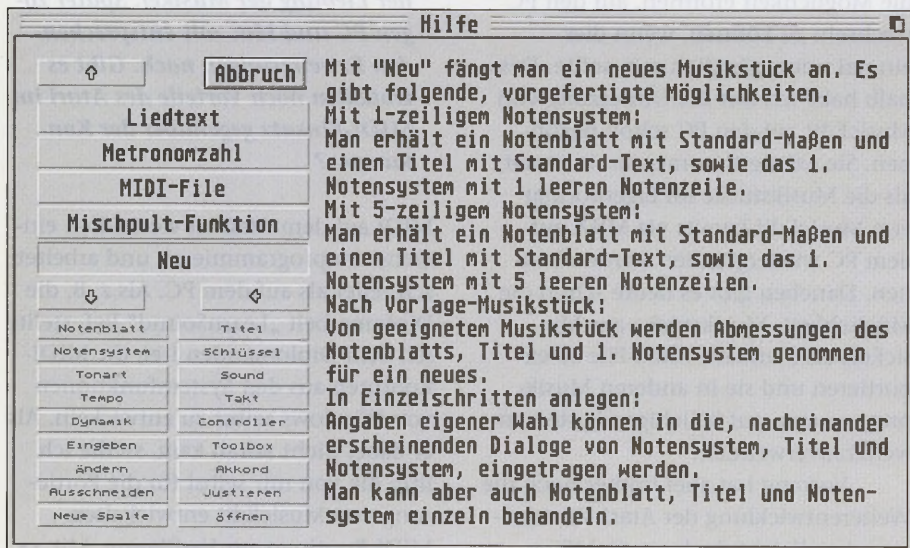 Hilfe
⇧
Abbruch
Liedtext
Metronomzahl
MIDI-File
Mischpult-Funktion
Neu
⇩ ⇦
Notenblatt Titel
Notensystem Schlüssel
Tonart Sound
Tempo Takt
Dynamik Controller
Eingeben Toolbox
ändern Akkord
Ausschneiden Justieren
Neue Spalte öffnen
Mit "Neu" fängt man ein neues Musikstück an. Es
gibt folgende, vorgefertigte Möglichkeiten.
Mit 1-zeiligem Notensystem:
Man erhält ein Notenblatt mit Standard-Maßen und
einen Titel mit Standard-Text, sowie das 1.
Notensystem mit 1 leeren Notenzeile.
Mit 5-zeiligem Notensystem:
Man erhält ein Notenblatt mit Standard-Maßen und
einen Titel mit Standard-Text, sowie das 1.
Notensystem mit 5 leeren Notenzeilen.
Nach Vorlage-Musikstück:
Von geeignetem Musikstück werden Abmessungen des
Notenblatts, Titel und 1. Notensystem genommen
für ein neues.
In Einzelschritten anlegen:
Angaben eigener Wahl können in die, nacheinander
erscheinenden Dialoge von Notensystem, Titel und
Notensystem, eingetragen werden.
Man kann aber auch Notenblatt, Titel und Noten-
system einzeln behandeln.